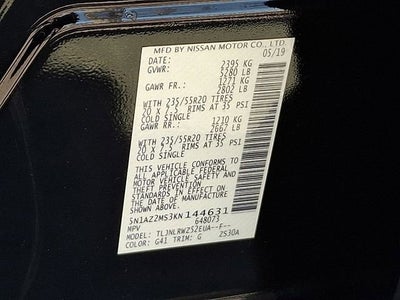 MFD BY NISSAN MOTOR CO., LTD.
DATE: 05/19
GVWR: 2395 KG
5280 LB
GAWR FR.: 1271 KG
2802 LB
WITH 235/55R20 TIRES
20 X 7.5 RIMS AT 35 PSI
COLD SINGLE
GAWR RR.: 1210 KG
2667 LB
WITH 235/55R20 TIRES
20 X 7.5 RIMS AT 35 PSI
COLD SINGLE
THIS VEHICLE CONFORMS TO
ALL APPLICABLE FEDERAL
MOTOR VEHICLE SAFETY AND
THEFT PREVENTION
STANDARDS IN EFFECT ON
THE DATE OF MANUFACTURE
SHOWN ABOVE.
5N1AZ2MS3KN144631
MPV 648073
MODEL: TLJNLRWZ52EUA--F--
COLOR: G41 TRIM: G ZS3DA